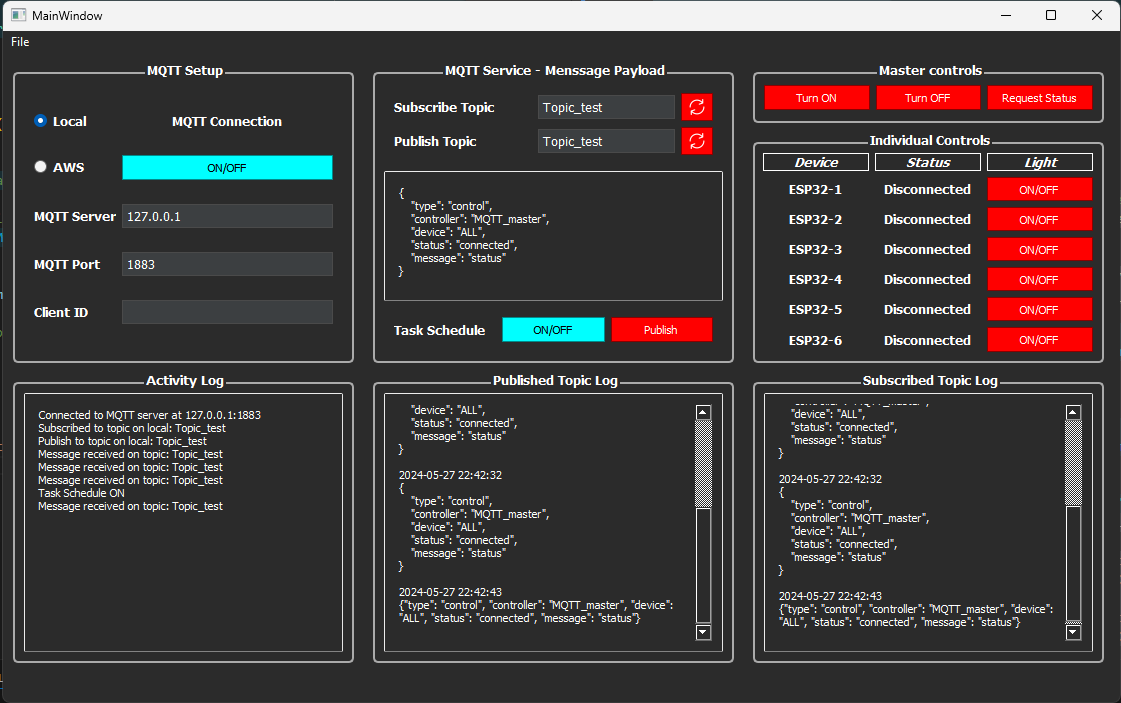 MainWindow
File
MQTT Setup
Local
MQTT Connection
AWS
ON/OFF
MQTT Server
127.0.0.1
MQTT Port
1883
Client ID
MQTT Service - Menssage Payload
Subscribe Topic
Topic_test
Publish Topic
Topic_test
{
"type": "control",
"controller": "MQTT_master",
"device": "ALL",
"status": "connected",
"message": "status"
}
Task Schedule
ON/OFF
Publish
Master controls
Turn ON
Turn OFF
Request Status
Individual Controls
Device Status Light
ESP32-1 Disconnected ON/OFF
ESP32-2 Disconnected ON/OFF
ESP32-3 Disconnected ON/OFF
ESP32-4 Disconnected ON/OFF
ESP32-5 Disconnected ON/OFF
ESP32-6 Disconnected ON/OFF
Activity Log
Connected to MQTT server at 127.0.0.1:1883
Subscribed to topic on local: Topic_test
Publish to topic on local: Topic_test
Message received on topic: Topic_test
Message received on topic: Topic_test
Message received on topic: Topic_test
Task Schedule ON
Message received on topic: Topic_test
Published Topic Log
"device": "ALL",
"status": "connected",
"message": "status"
}
2024-05-27 22:42:32
{
"type": "control",
"controller": "MQTT_master",
"device": "ALL",
"status": "connected",
"message": "status"
}
2024-05-27 22:42:43
{"type": "control", "controller": "MQTT_master", "device":
"ALL", "status": "connected", "message": "status"}
Subscribed Topic Log
"controller": "MQTT_master",
"device": "ALL",
"status": "connected",
"message": "status"
}
2024-05-27 22:42:32
{
"type": "control",
"controller": "MQTT_master",
"device": "ALL",
"status": "connected",
"message": "status"
}
2024-05-27 22:42:43
{"type": "control", "controller": "MQTT_master", "device":
"ALL", "status": "connected", "message": "status"}